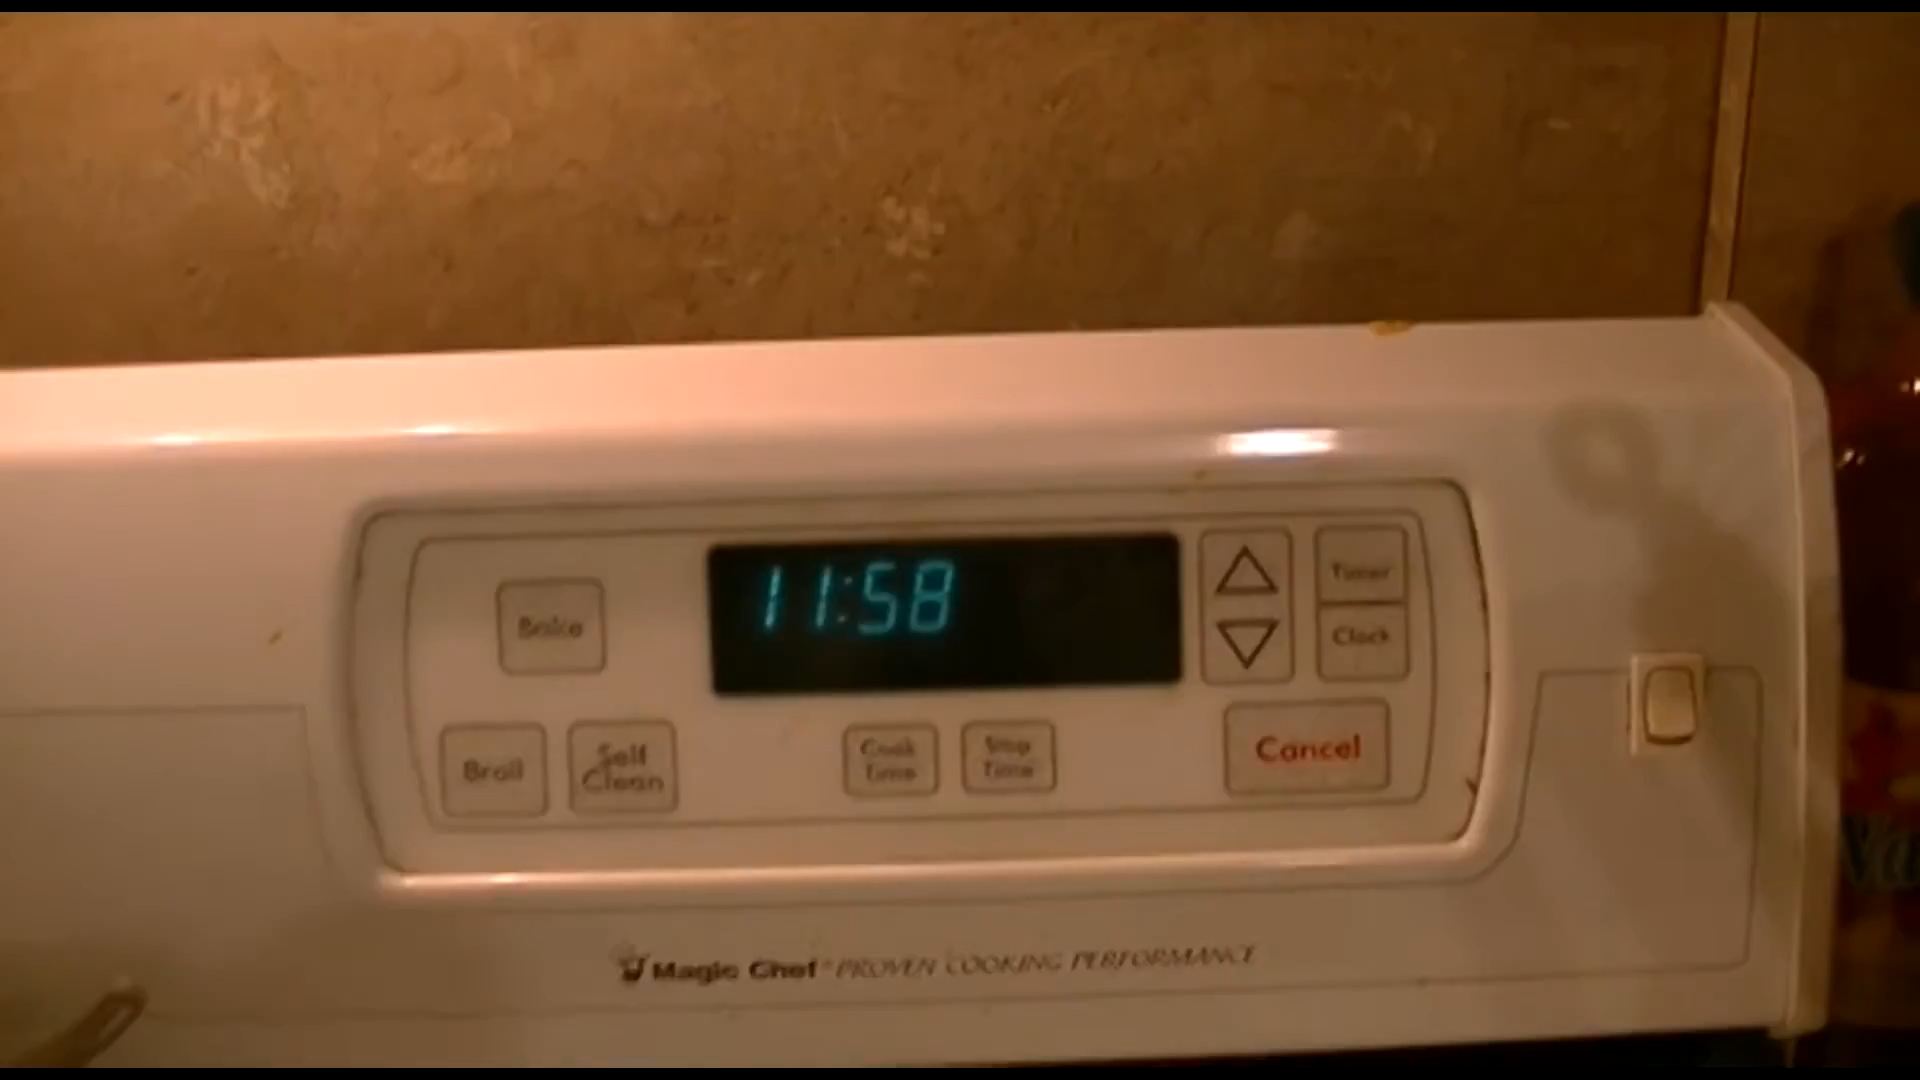 11:58
Timer
Clock
Bake
Broil
Self
Clean
Cook
Time
Stop
Time
Cancel
Magic Chef® PROVEN COOKING PERFORMANCE